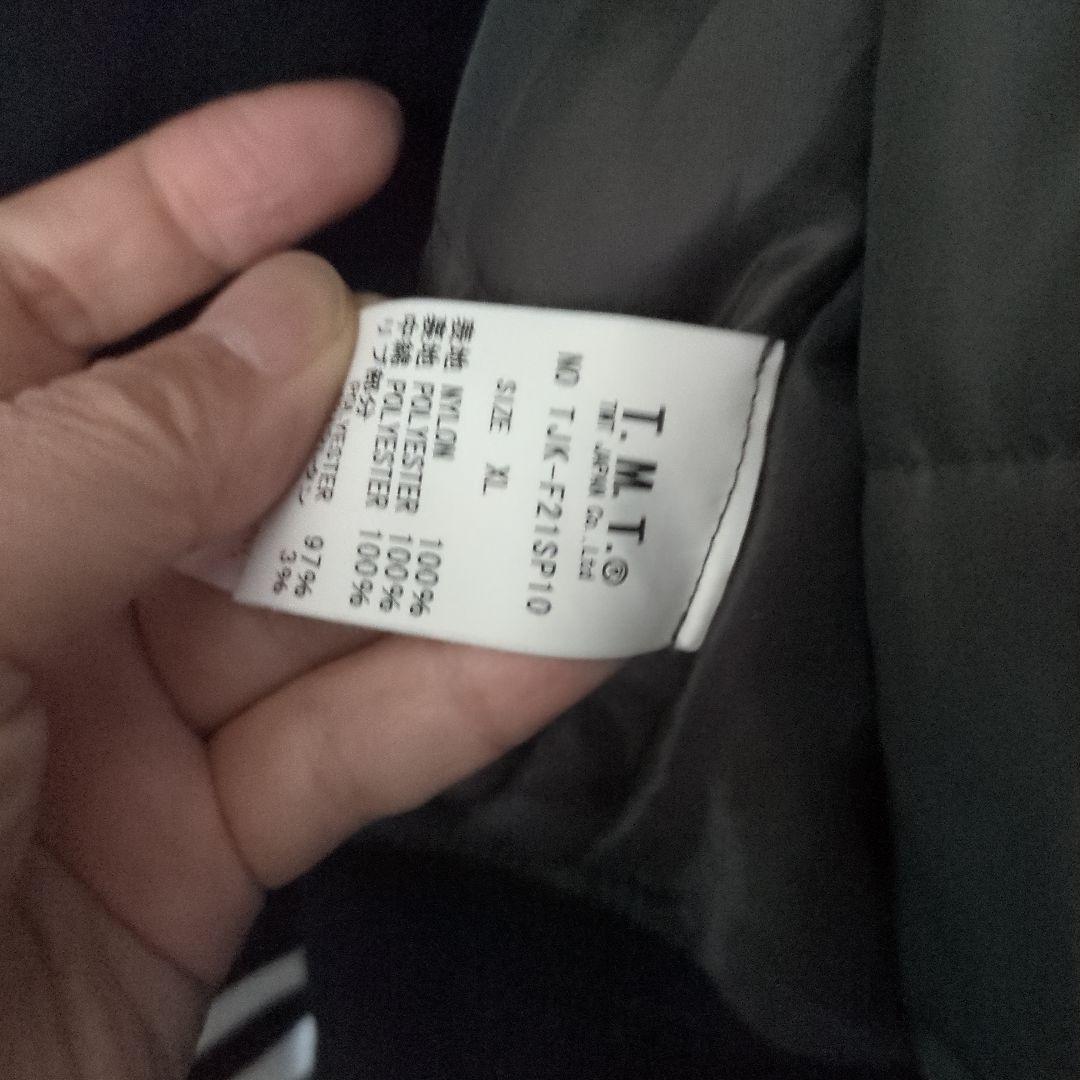 T.M.T.©
TMT JAPAN Co.,Ltd
NO TJK-F21SP10
SIZE XL
表地 NYLON 100%
裏地 POLYESTER 100%
中綿 POLYESTER 100%
リブ部分
POLYESTER 97%
3%